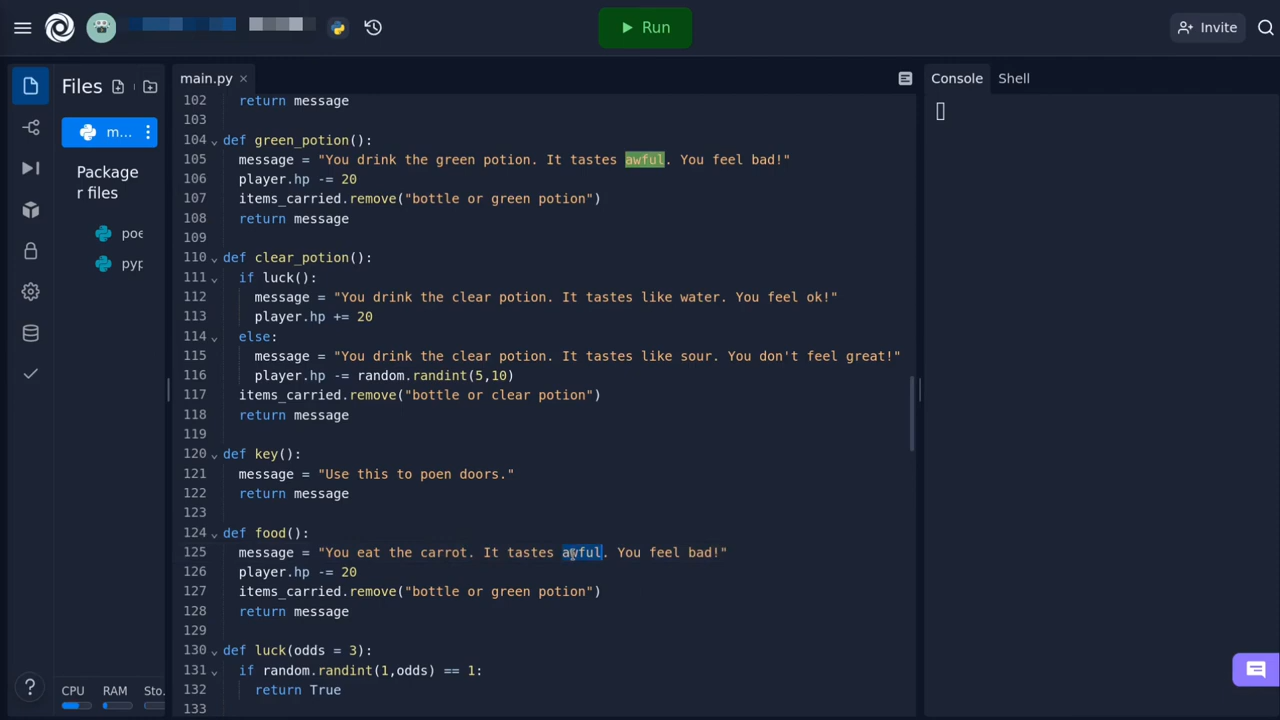 Run
Invite
Files
main.py
Console
Shell
m...
Package
r files
poe
pyp
102 return message
103
104 def green_potion():
105 message = "You drink the green potion. It tastes awful. You feel bad!"
106 player.hp -= 20
107 items_carried.remove("bottle or green potion")
108 return message
109
110 def clear_potion():
111 if luck():
112 message = "You drink the clear potion. It tastes like water. You feel ok!"
113 player.hp += 20
114 else:
115 message = "You drink the clear potion. It tastes like sour. You don't feel great!"
116 player.hp -= random.randint(5,10)
117 items_carried.remove("bottle or clear potion")
118 return message
119
120 def key():
121 message = "Use this to poen doors."
122 return message
123
124 def food():
125 message = "You eat the carrot. It tastes awful. You feel bad!"
126 player.hp -= 20
127 items_carried.remove("bottle or green potion")
128 return message
129
130 def luck(odds = 3):
131 if random.randint(1,odds) == 1:
132 return True
133
?
CPU RAM Sto.